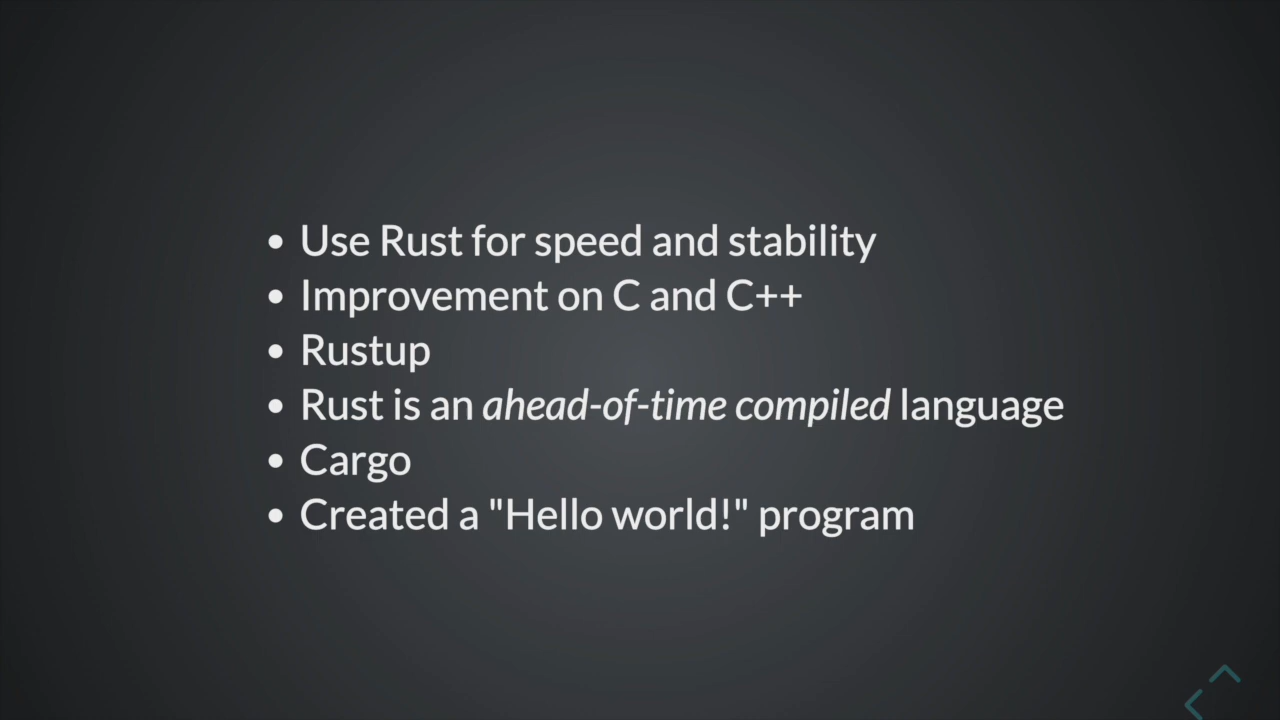 • Use Rust for speed and stability
• Improvement on C and C++
• Rustup
• Rust is an ahead-of-time compiled language
• Cargo
• Created a "Hello world!" program